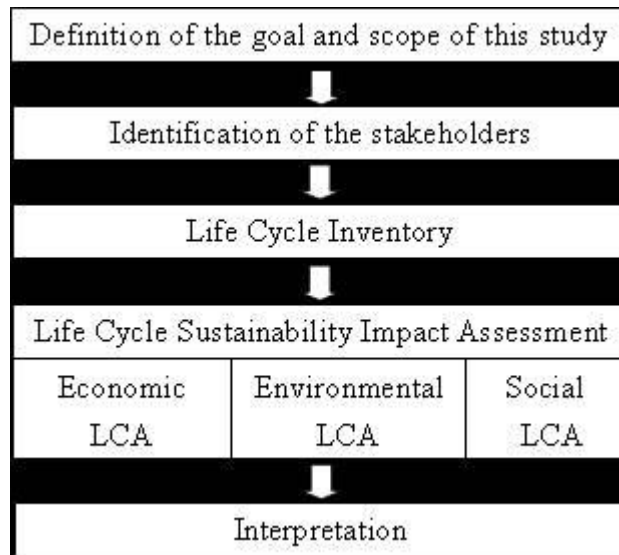 Definition of the goal and scope of this study
Identification of the stakeholders
Life Cycle Inventory
Life Cycle Sustainability Impact Assessment
Economic
LCA
Environmental
LCA
Social
LCA
Interpretation